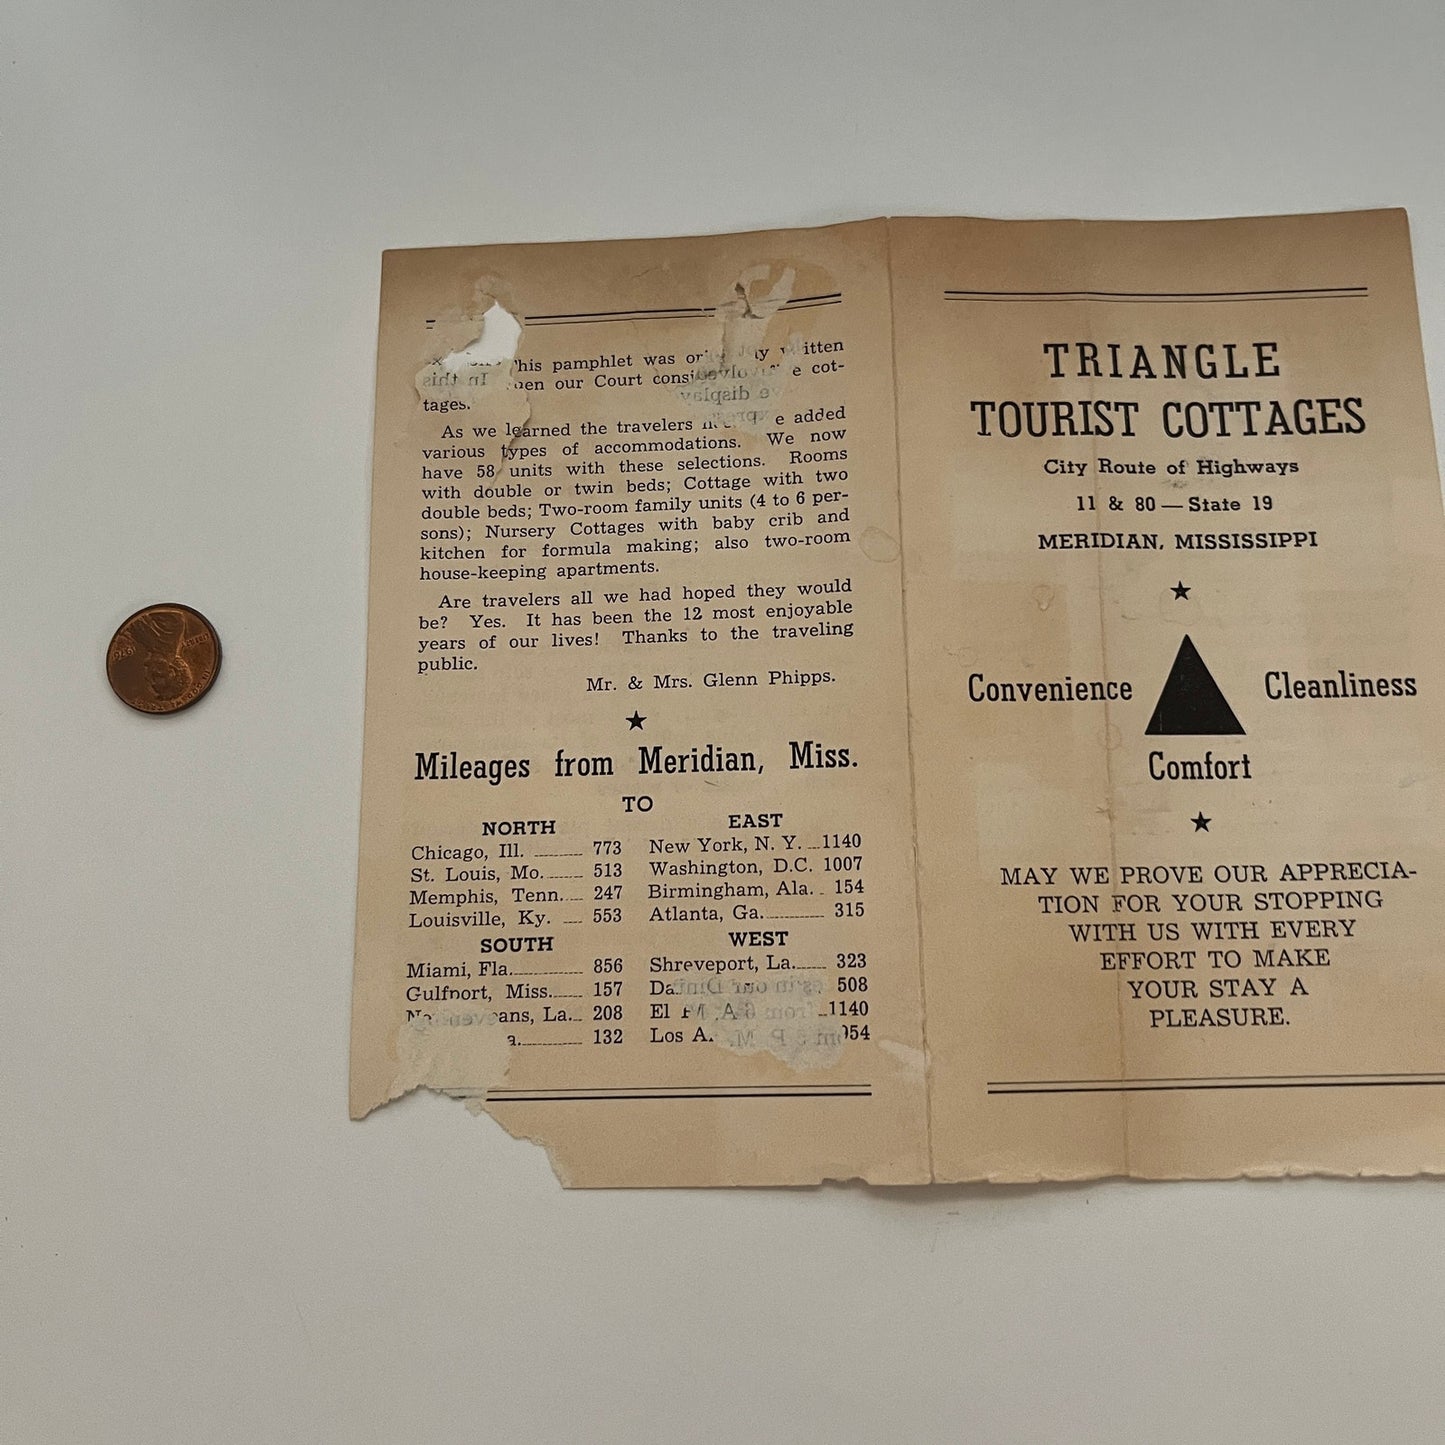 This pamphlet was written
our Court cot-
tages.
As we learned the travelers added
various types of accommodations. We now
have 58 units with these selections. Rooms
with double or twin beds; Cottage with two
double beds; Two-room family units (4 to 6 per-
sons); Nursery Cottages with baby crib and
kitchen for formula making; also two-room
house-keeping apartments.
Are travelers all we had hoped they would
be? Yes. It has been the 12 most enjoyable
years of our lives! Thanks to the traveling
public.
Mr. & Mrs. Glenn Phipps.
★
Mileages from Meridian, Miss.
TO
NORTH
Chicago, Ill. 773
St. Louis, Mo. 513
Memphis, Tenn. 247
Louisville, Ky. 553
SOUTH
Miami, Fla. 856
Gulfport, Miss. 157
La. 208
132
EAST
New York, N. Y. 1140
Washington, D.C. 1007
Birmingham, Ala. 154
Atlanta, Ga. 315
WEST
Shreveport, La. 323
508
El 1140
Los
TRIANGLE
TOURIST COTTAGES
City Route of Highways
11 & 80 — State 19
MERIDIAN, MISSISSIPPI
★
Convenience Cleanliness
Comfort
★
MAY WE PROVE OUR APPRECIA-
TION FOR YOUR STOPPING
WITH US WITH EVERY
EFFORT TO MAKE
YOUR STAY A
PLEASURE.